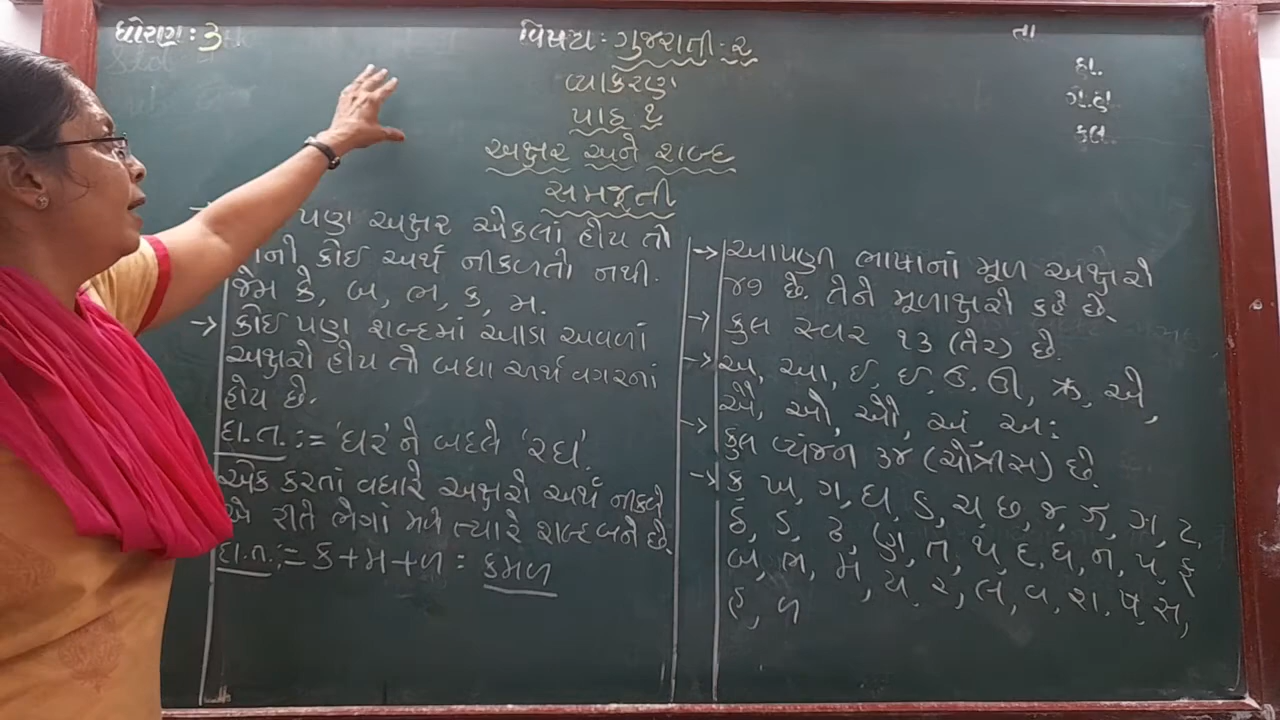 ધોરણ: 3
વિષય: ગુજરાતી-૨
તા
હા.
ગે.હા.
કુલ.
વ્યાકરણ
પાઠ ૧
અક્ષર અને શબ્દ
સમજૂતી
પણ અક્ષર એકલાં હોય તો
કોઈ અર્થ નીકળતો નથી.
જેમ કે, બ, ભ, ક, મ.
→ કોઈ પણ શબ્દમાં આડા અવળાં
અક્ષરો હોય તો બધા અર્થ વગરનાં
હોય છે.
દા.ત. := 'ઘર' ને બદલે 'રઘ'.
એક કરતાં વધારે અક્ષરો અર્થ નીકળે
એ રીતે ભેગાં મળે ત્યારે શબ્દ બને છે.
દા.ત. := ક+મ+ળ = કમળ
→ આપણી ભાષાનાં મૂળ અક્ષરો
૪૭ છે. તેને મૂળાક્ષરો કહે છે.
→ કુલ સ્વર ૧૩ (તેર) છે.
→ અ, આ, ઇ, ઈ, ઉ, ઊ, ઋ, એ,
ઐ, ઓ, ઔ, અં અઃ
→ કુલ વ્યંજન ૩૪ (ચોંત્રીસ) છે.
→ ક ખ, ગ, ઘ, ડ, ચ, છ, જ, ઝ, ગ, ટ,
ઠ, ડ, ઢ, ણ, ત, થ, દ, ધ, ન, પ, ફ
બ, ભ, મ, ય, ર, લ, વ, શ, ષ, સ,
હ, ળ